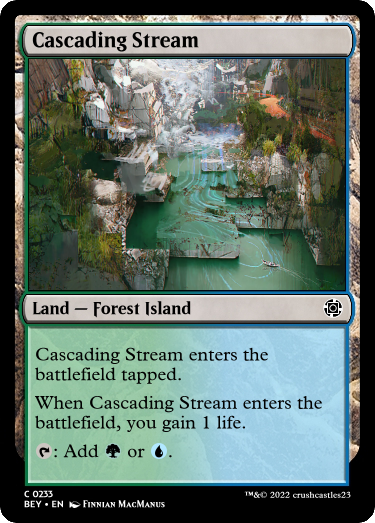 Cascading Stream
Land — Forest Island
Cascading Stream enters the
battlefield tapped.
When Cascading Stream enters the
battlefield, you gain 1 life.
: Add or .
C 0233
BEY • EN Finnian MacManus
™&© 2022 crushcastles23